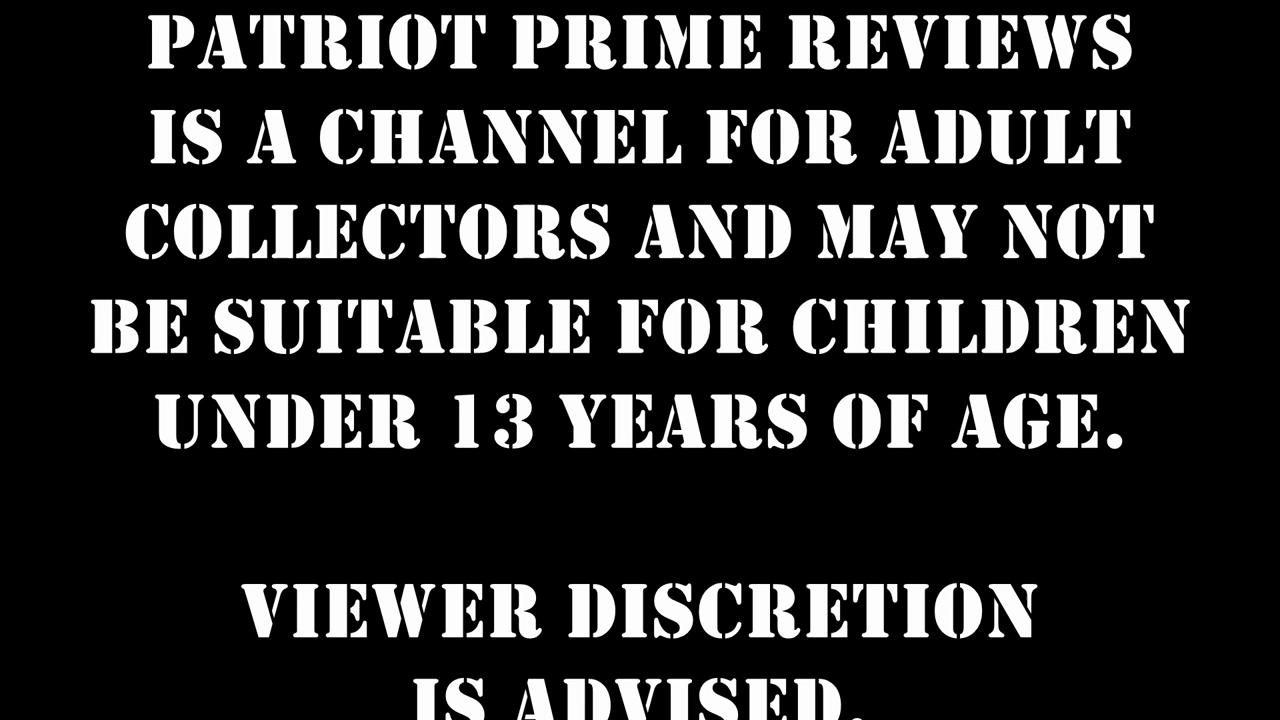 PATRIOT PRIME REVIEWS
IS A CHANNEL FOR ADULT
COLLECTORS AND MAY NOT
BE SUITABLE FOR CHILDREN
UNDER 13 YEARS OF AGE.
VIEWER DISCRETION
IS ADVISED.